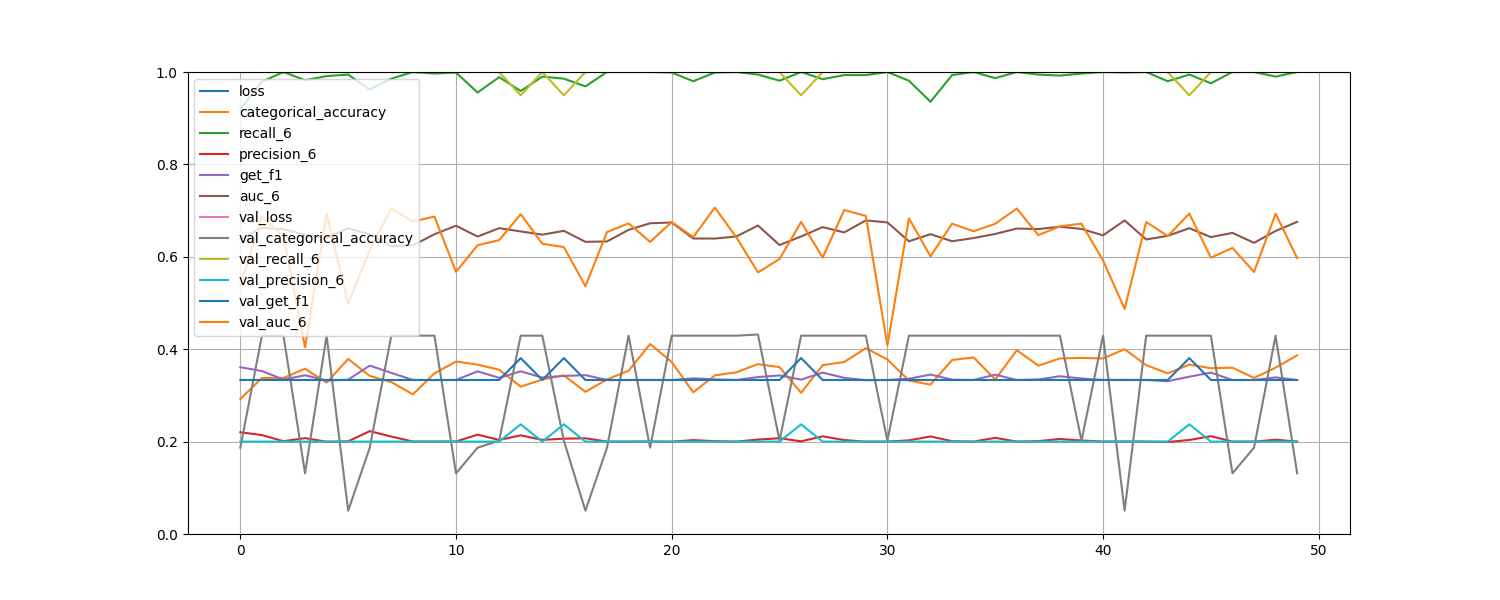 1.0
0.8
0.6
0.4
0.2
0.0
loss
categorical_accuracy
recall_6
precision_6
get_f1
auc_6
val_loss
val_categorical_accuracy
val_recall_6
val_precision_6
val_get_f1
val_auc_6
0 10 20 30 40 50